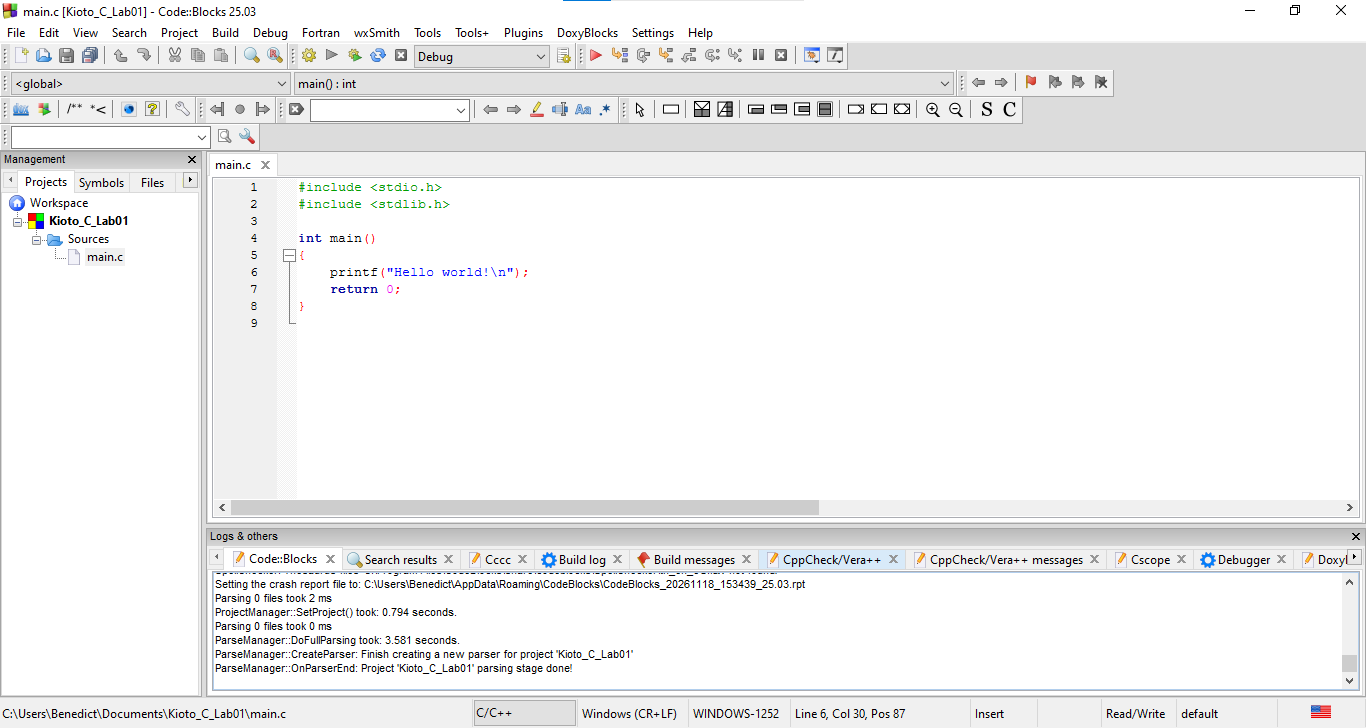 main.c [Kioto_C_Lab01] - Code::Blocks 25.03
File Edit View Search Project Build Debug Fortran wxSmith Tools Tools+ Plugins DoxyBlocks Settings Help
Debug
<global> main() : int
/** *<
Aa .* S C
Management
Projects Symbols Files
Workspace
Kioto_C_Lab01
Sources
main.c
main.c
1 #include <stdio.h>
2 #include <stdlib.h>
3
4 int main()
5 {
6 printf("Hello world!\n");
7 return 0;
8 }
9
Logs & others
Code::Blocks Search results Cccc Build log Build messages CppCheck/Vera++ CppCheck/Vera++ messages Cscope Debugger Doxyl
Setting the crash report file to: C:\Users\Benedict\AppData\Roaming\CodeBlocks\CodeBlocks_20261118_153439_25.03.rpt
Parsing 0 files took 2 ms
ProjectManager::SetProject() took: 0.794 seconds.
Parsing 0 files took 0 ms
ParseManager::DoFullParsing took: 3.581 seconds.
ParseManager::CreateParser: Finish creating a new parser for project 'Kioto_C_Lab01'
ParseManager::OnParserEnd: Project 'Kioto_C_Lab01' parsing stage done!
C:\Users\Benedict\Documents\Kioto_C_Lab01\main.c C/C++ Windows (CR+LF) WINDOWS-1252 Line 6, Col 30, Pos 87 Insert Read/Write default